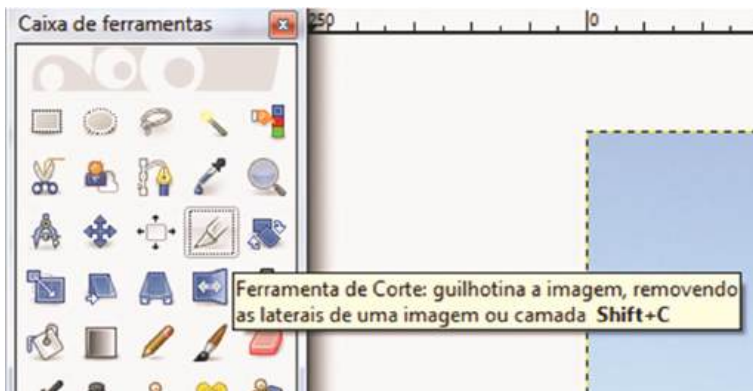 Caixa de ferramentas
250 0
Ferramenta de Corte: guilhotina a imagem, removendo
as laterais de uma imagem ou camada Shift+C